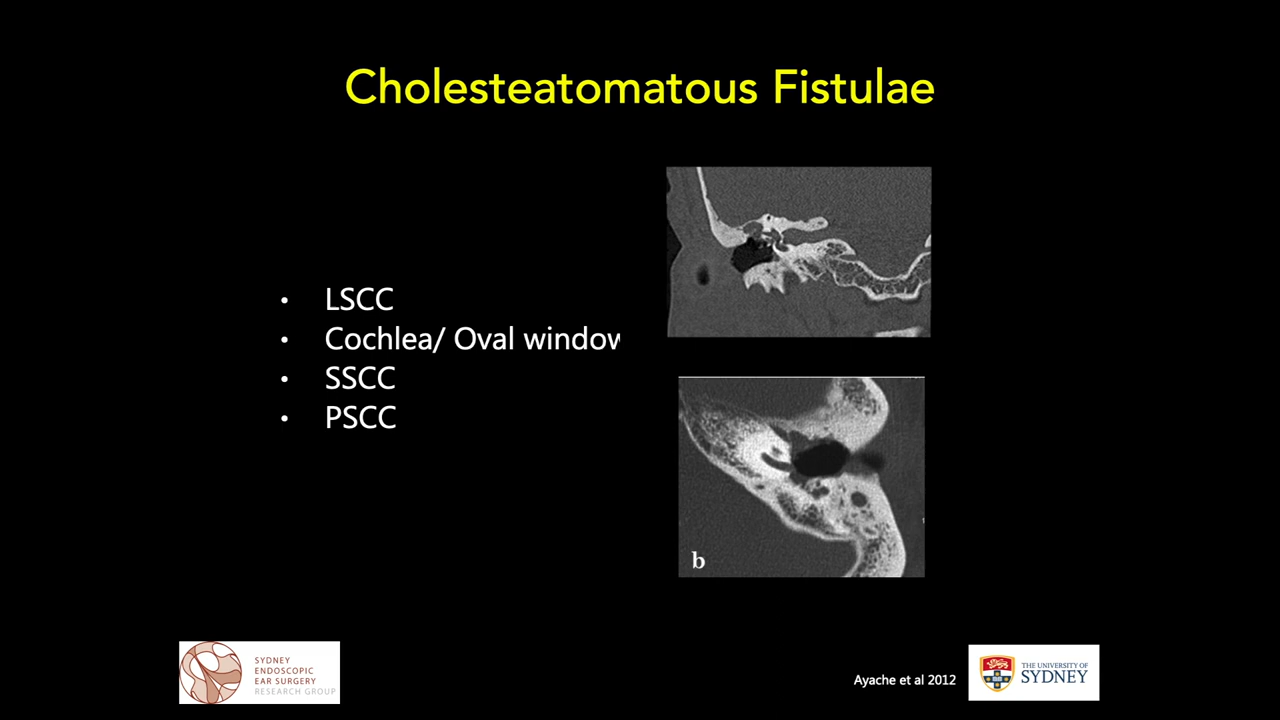 Cholesteatomatous Fistulae
• LSCC
• Cochlea/ Oval window
• SSCC
• PSCC
b
SYDNEY
ENDOSCOPIC
EAR SURGERY
RESEARCH GROUP
Ayache et al 2012
THE UNIVERSITY OF
SYDNEY